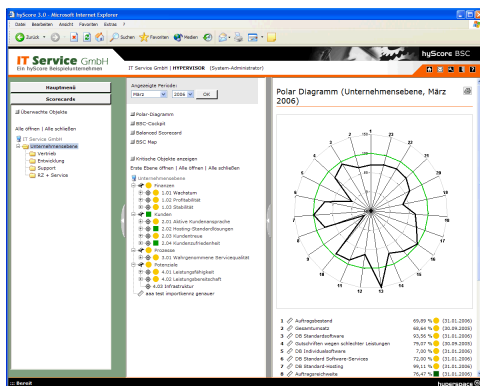 hyScore 3.0 - Microsoft Internet Explorer
Datei Bearbeiten Ansicht Favoriten Extras ?
Zurück Suchen Favoriten Medien
hyScore BSC
IT Service GmbH
Ein hyScore Beispielunternehmen
IT Service GmbH | HYPERVISOR (System-Administrator)
Hauptmenü
Scorecards
Überwachte Objekte
Alle öffnen | Alle schließen
IT Service GmbH
Unternehmensebene
Vertrieb
Entwicklung
Support
RZ + Service
Angezeigte Periode:
März 2006 OK
Polar-Diagramm
BSC-Cockpit
Balanced Scorecard
BSC Map
Kritische Objekte anzeigen
Erste Ebene öffnen | Alle öffnen | Alle schließen
Unternehmensebene
Finanzen
1.01 Wachstum
1.02 Profitabilität
1.03 Stabilität
Kunden
2.01 Aktive Kundenansprache
2.02 Hosting-Standardlösungen
2.03 Kundentreue
2.04 Kundenzufriedenheit
Prozesse
3.01 Wahrgenommene Servicequalität
Potenziale
4.01 Leistungsfähigkeit
4.02 Leistungsbereitschaft
4.03 Infrastruktur
aaa test importkennz genauer
Polar Diagramm (Unternehmensebene, März
2006)
1 Auftragsbestand 69,89 % (31.01.2006)
2 Gesamtumsatz 68,64 % (30.09.2005)
3 DB Standardsoftware 93,56 % (31.01.2006)
4 Gutschriften wegen schlechter Leistungen 79,07 % (30.09.2005)
5 DB Individualsoftware 7,00 % (31.01.2006)
6 DB Standard Software-Services 72,00 % (31.01.2006)
7 DB Standard-Hosting 99,11 % (31.01.2006)
8 Auftragsreichweite 76,47 % (31.01.2006)
Bereit
hyperspace